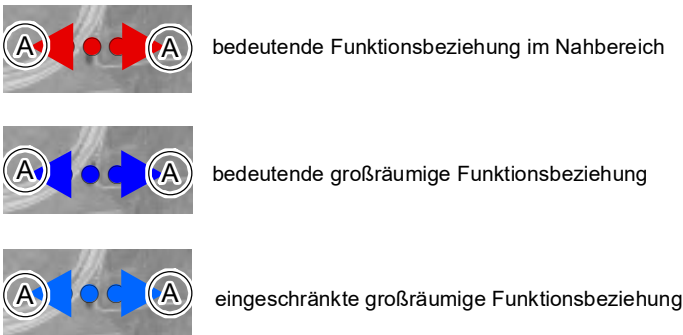 A A bedeutende Funktionsbeziehung im Nahbereich
A A bedeutende großräumige Funktionsbeziehung
A A eingeschränkte großräumige Funktionsbeziehung